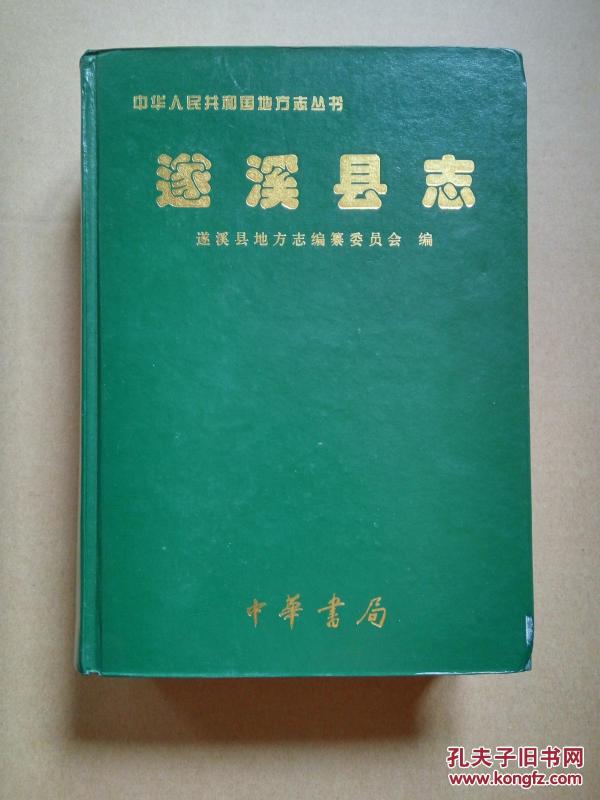 中华人民共和国地方志丛书
遂溪县志
遂溪县地方志编纂委员会 编
中華書局
孔夫子旧书网
www.kongfz.com